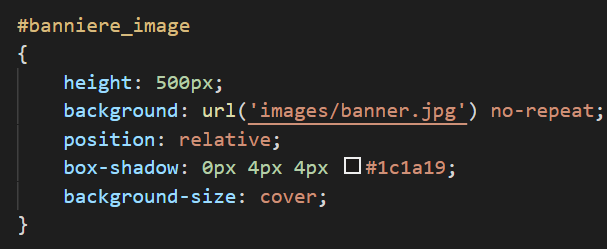 #banniere_image
{
height: 500px;
background: url('images/banner.jpg') no-repeat;
position: relative;
box-shadow: 0px 4px 4px #1c1a19;
background-size: cover;
}